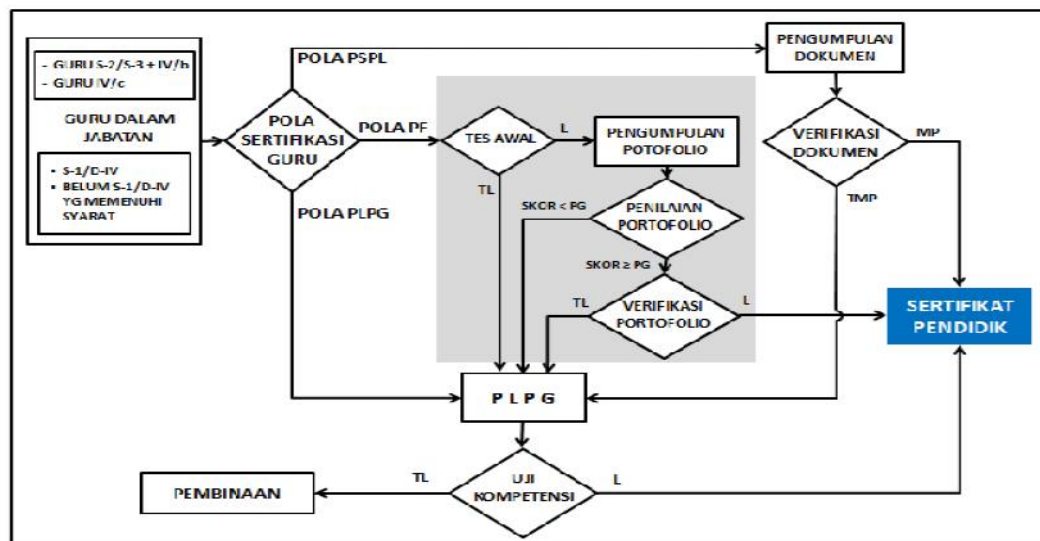 - GURU S-2/S-3 + IV/b
- GURU IV/c
GURU DALAM
JABATAN
• S-1/D-IV
• BELUM S-1/D-IV
YG MEMENUHI
SYARAT
POLA
SERTIFIKASI
GURU
POLA PSPL
POLA PF
POLA PLPG
TES AWAL
L
TL
PENGUMPULAN
POTOFOLIO
SKOR < PG
PENILAIAN
PORTOFOLIO
SKOR ≥ PG
TL
VERIFIKASI
PORTOFOLIO
L
PENGUMPULAN
DOKUMEN
VERIFIKASI
DOKUMEN
MP
TMP
SERTIFIKAT
PENDIDIK
P L P G
UJI
KOMPETENSI
TL
L
PEMBINAAN